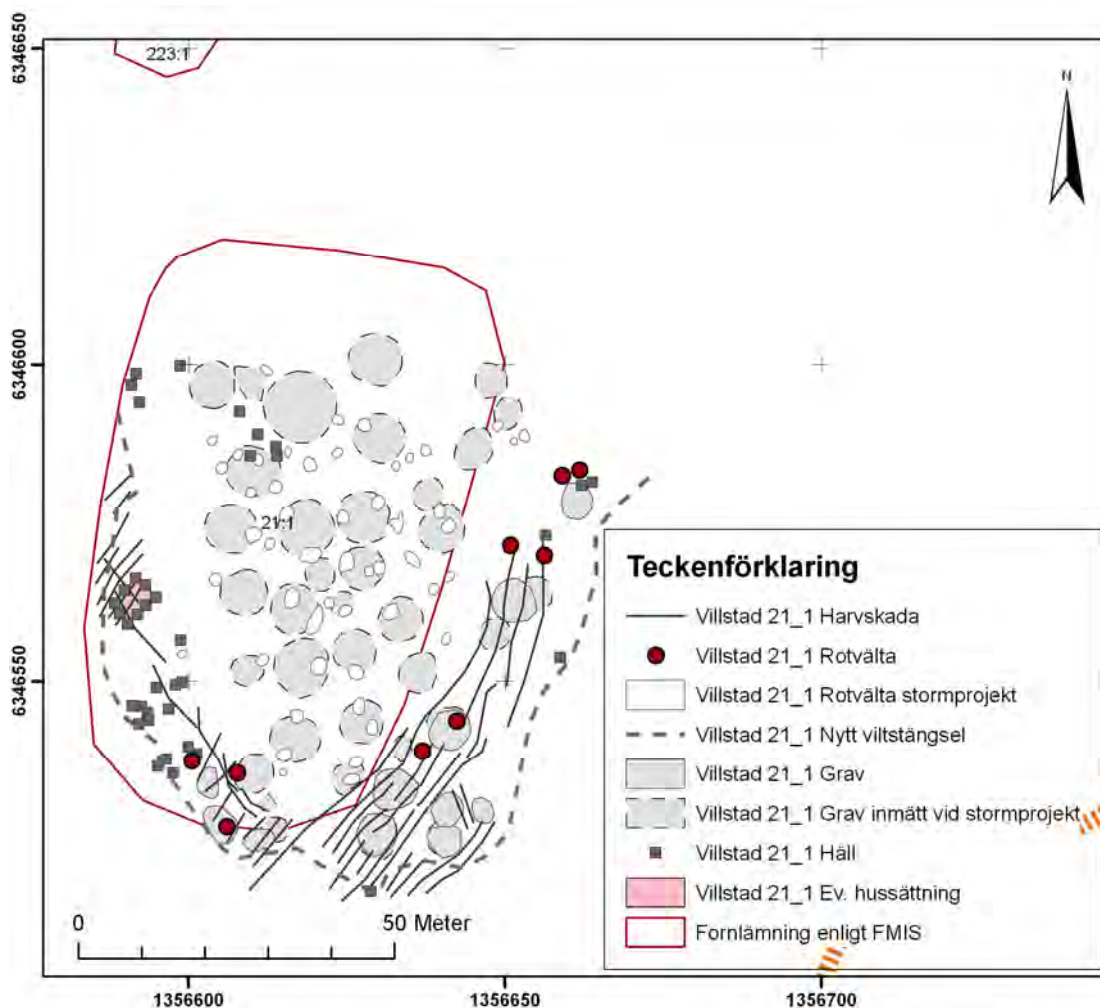 6346650
223:1
N
6346600
21:1
6346550
Teckenförklaring
Villstad 21_1 Harvskada
Villstad 21_1 Rotvälta
Villstad 21_1 Rotvälta stormprojekt
Villstad 21_1 Nytt viltstängsel
Villstad 21_1 Grav
Villstad 21_1 Grav inmätt vid stormprojekt
Villstad 21_1 Häll
Villstad 21_1 Ev. hussättning
Fornlämning enligt FMIS
0
50 Meter
1356600
1356650
1356700